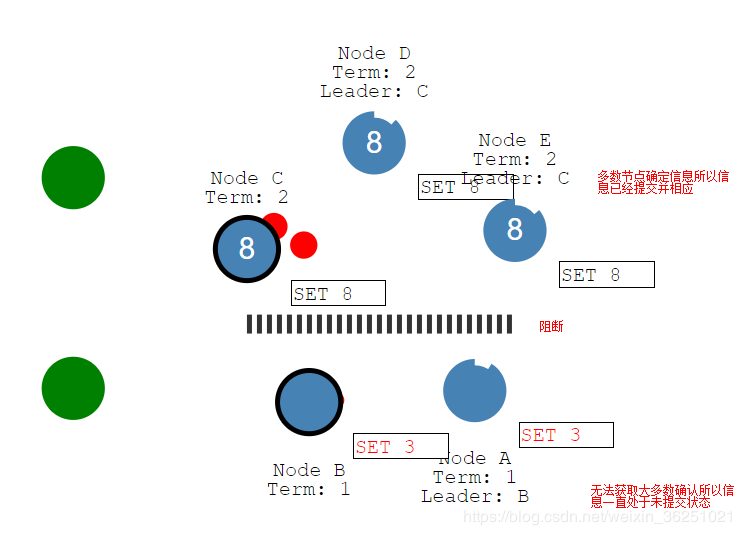 Node D
Term: 2
Leader: C
8
Node E
Term: 2
Leader: C
8
SET 8
多数节点确定信息所以信
息已经提交并相应
Node C
Term: 2
8
SET 8
SET 8
阻断
SET 3
SET 3
Node B
Term: 1
Node A
Term: 1
Leader: B
无法获取大多数确认所以信
息一直处于未提交状态
https://blog.csdn.net/weixin_36251021